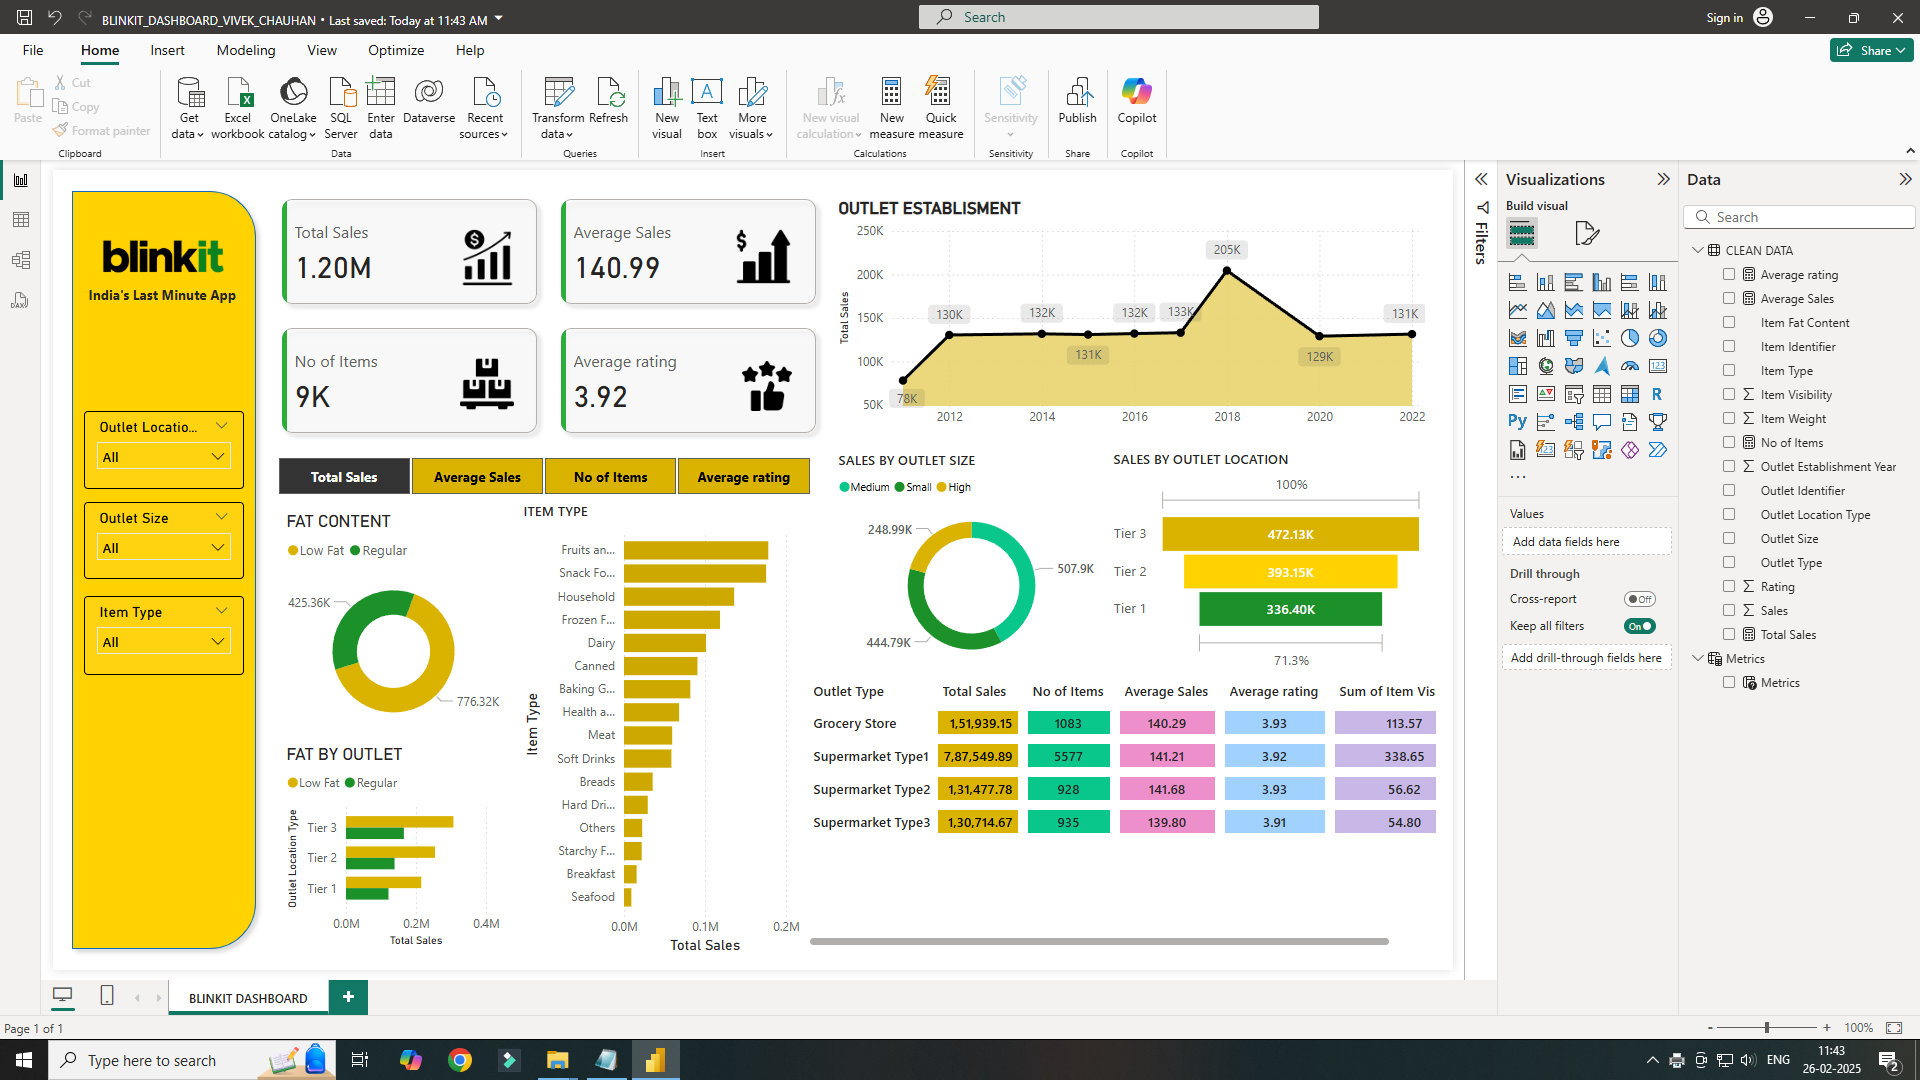 BLINKIT_DASHBOARD_VIVEK_CHAUHAN • Last saved: Today at 11:43 AM
Search
Sign in
File
Home
Insert
Modeling
View
Optimize
Help
Share
Paste
Cut
Copy
Format painter
Clipboard
Get data
Excel workbook
OneLake catalog
SQL Server
Enter data
Dataverse
Recent sources
Data
Transform data
Refresh
Queries
New visual
Text box
More visuals
Insert
New visual calculation
New measure
Quick measure
Calculations
Sensitivity
Sensitivity
Publish
Share
Copilot
Copilot
blinkit
India's Last Minute App
Outlet Locatio...
All
Outlet Size
All
Item Type
All
Total Sales
1.20M
Average Sales
140.99
No of Items
9K
Average rating
3.92
Total Sales
Average Sales
No of Items
Average rating
FAT CONTENT
Low Fat
Regular
425.36K
776.32K
FAT BY OUTLET
Low Fat
Regular
Outlet Location Type
Tier 3
Tier 2
Tier 1
0.0M
0.2M
0.4M
Total Sales
ITEM TYPE
Item Type
Fruits an...
Snack Fo...
Household
Frozen F...
Dairy
Canned
Baking G...
Health a...
Meat
Soft Drinks
Breads
Hard Dri...
Others
Starchy F...
Breakfast
Seafood
0.0M
0.1M
0.2M
Total Sales
OUTLET ESTABLISMENT
Total Sales
250K
200K
150K
100K
50K
78K
130K
132K
131K
132K
133K
205K
129K
131K
2012
2014
2016
2018
2020
2022
SALES BY OUTLET SIZE
Medium
Small
High
248.99K
507.9K
444.79K
SALES BY OUTLET LOCATION
100%
Tier 3
472.13K
Tier 2
393.15K
Tier 1
336.40K
71.3%
Outlet Type Total Sales No of Items Average Sales Average rating Sum of Item Vis
Grocery Store 1,51,939.15 1083 140.29 3.93 113.57
Supermarket Type1 7,87,549.89 5577 141.21 3.92 338.65
Supermarket Type2 1,31,477.78 928 141.68 3.93 56.62
Supermarket Type3 1,30,714.67 935 139.80 3.91 54.80
Filters
Visualizations
Build visual
R
Py
123
Values
Add data fields here
Drill through
Cross-report
Off
Keep all filters
On
Add drill-through fields here
Data
Search
CLEAN DATA
Average rating
Average Sales
Item Fat Content
Item Identifier
Item Type
Item Visibility
Item Weight
No of Items
Outlet Establishment Year
Outlet Identifier
Outlet Location Type
Outlet Size
Outlet Type
Rating
Sales
Total Sales
Metrics
Metrics
BLINKIT DASHBOARD
Page 1 of 1
100%
Type here to search
ENG
11:43
26-02-2025
2